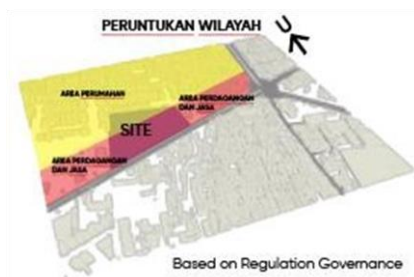 PERUNTUKAN WILAYAH
U
AREA PERUMAHAN
AREA PERDAGANGAN
DAN JASA
SITE
AREA PERDAGANGAN
DAN JASA
Based on Regulation Governance